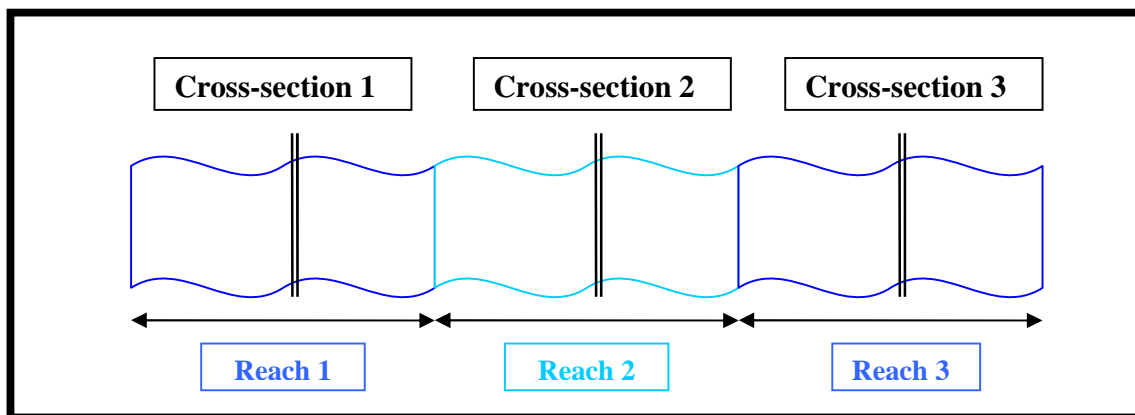 Cross-section 1
Cross-section 2
Cross-section 3
Reach 1
Reach 2
Reach 3